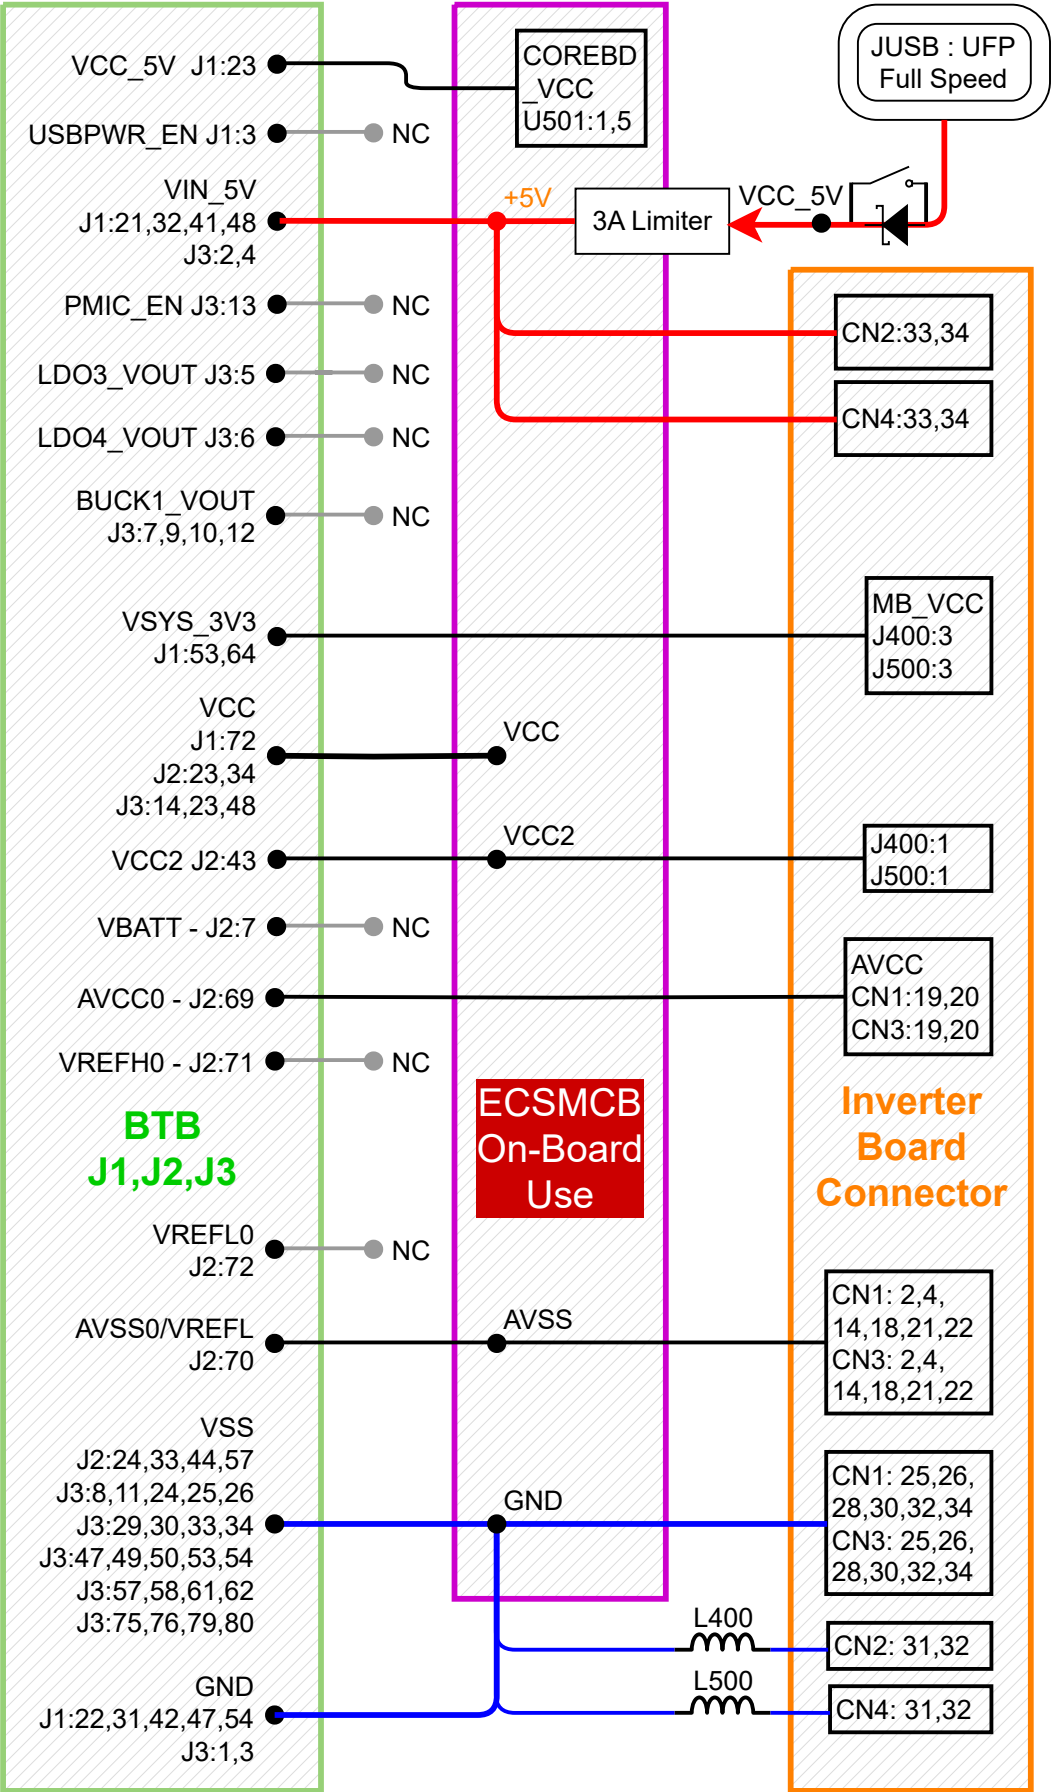 VCC_5V J1:23
COREBD
_VCC
U501:1,5
JUSB : UFP
Full Speed
USBPWR_EN J1:3
NC
VIN_5V
J1:21,32,41,48
J3:2,4
+5V
3A Limiter
VCC_5V
PMIC_EN J3:13
NC
CN2:33,34
LDO3_VOUT J3:5
NC
CN4:33,34
LDO4_VOUT J3:6
NC
BUCK1_VOUT
J3:7,9,10,12
NC
VSYS_3V3
J1:53,64
MB_VCC
J400:3
J500:3
VCC
J1:72
J2:23,34
J3:14,23,48
VCC
VCC2 J2:43
VCC2
J400:1
J500:1
VBATT - J2:7
NC
AVCC0 - J2:69
AVCC
CN1:19,20
CN3:19,20
VREFH0 - J2:71
NC
BTB
J1,J2,J3
ECSMCB
On-Board
Use
Inverter
Board
Connector
VREFL0
J2:72
NC
AVSS0/VREFL
J2:70
AVSS
CN1: 2,4,
14,18,21,22
CN3: 2,4,
14,18,21,22
VSS
J2:24,33,44,57
J3:8,11,24,25,26
J3:29,30,33,34
J3:47,49,50,53,54
J3:57,58,61,62
J3:75,76,79,80
GND
CN1: 25,26,
28,30,32,34
CN3: 25,26,
28,30,32,34
L400
CN2: 31,32
L500
CN4: 31,32
GND
J1:22,31,42,47,54
J3:1,3